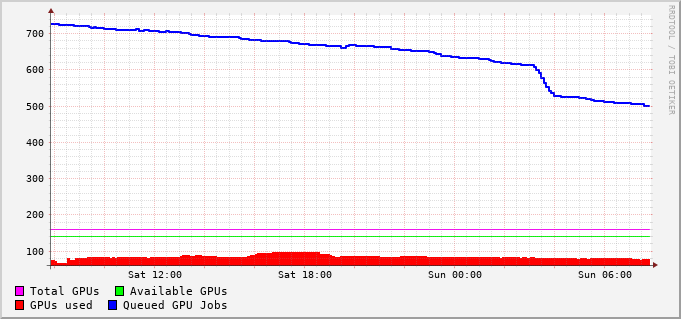 RRDTOOL / TOBI OETIKER
700
600
500
400
300
200
100
Sat 12:00 Sat 18:00 Sun 00:00 Sun 06:00
Total GPUs Available GPUs
GPUs used Queued GPU Jobs